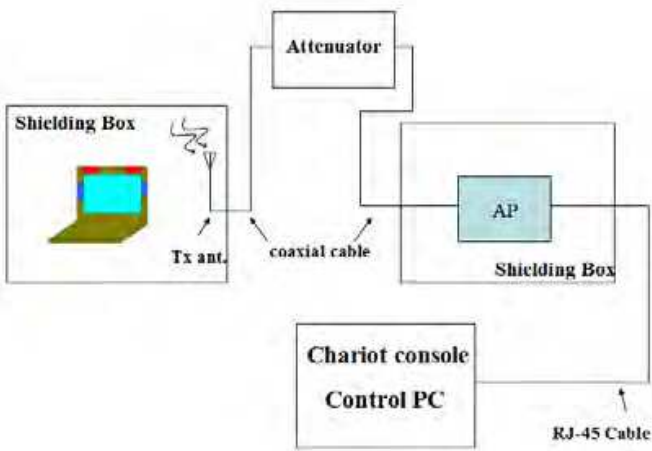 Attenuator
Shielding Box
Tx ant.
coaxial cable
AP
Shielding Box
Chariot console
Control PC
RJ-45 Cable